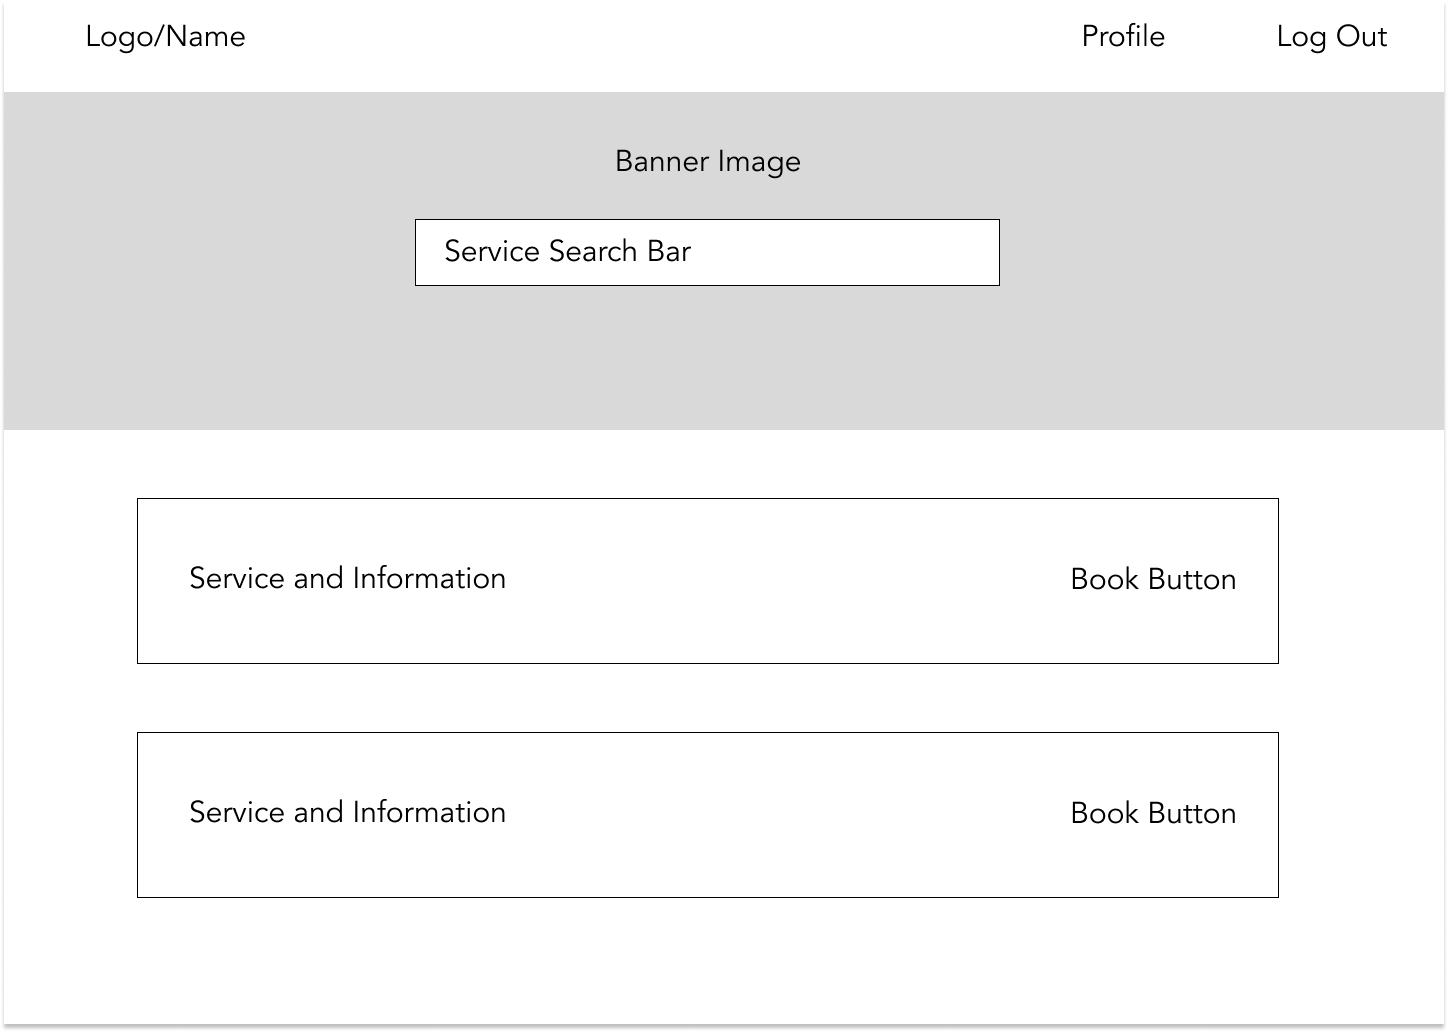 Logo/Name
Profile
Log Out
Banner Image
Service Search Bar
Service and Information
Book Button
Service and Information
Book Button